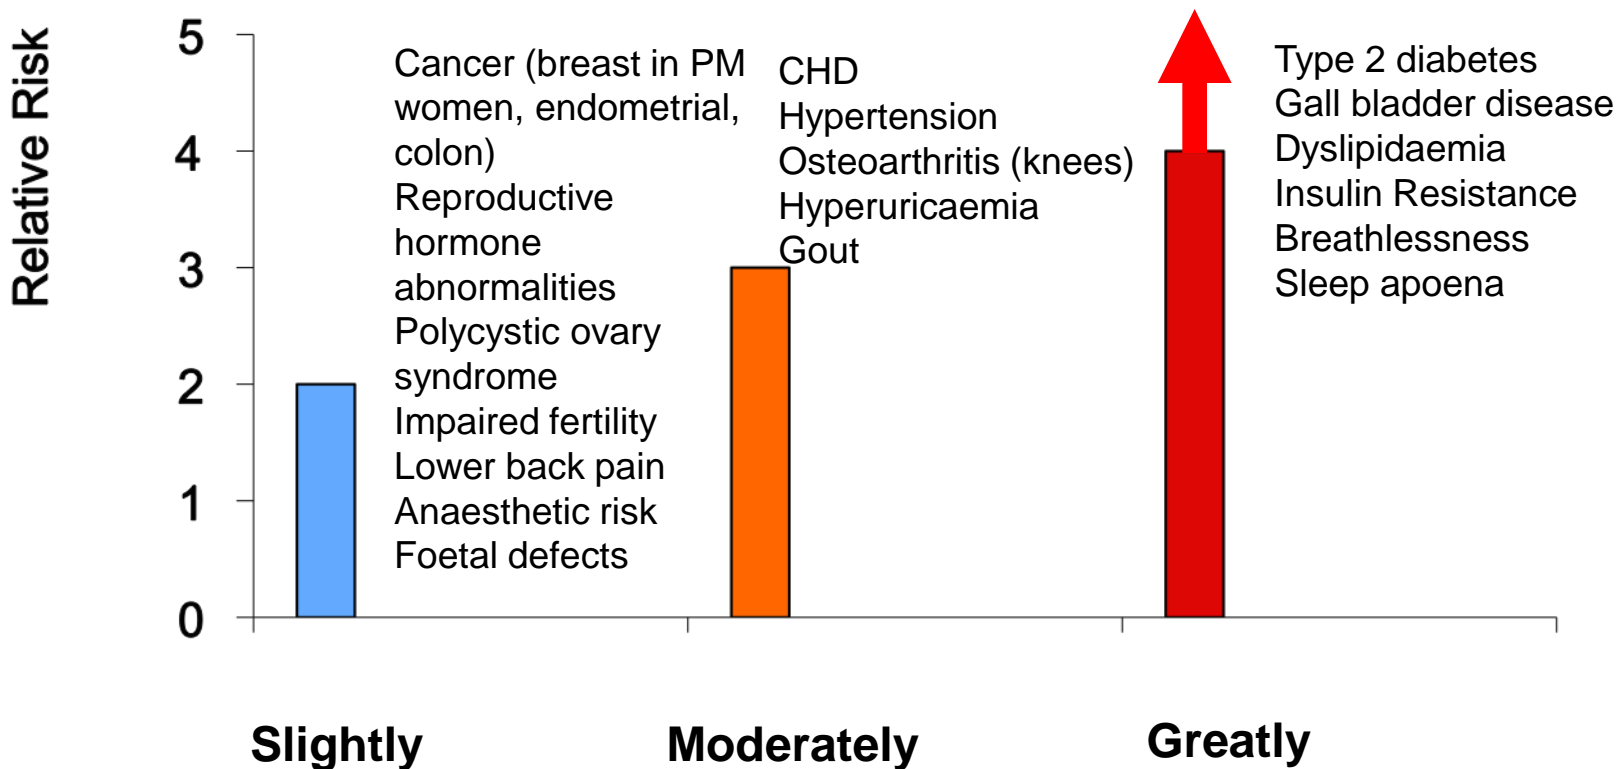 Relative Risk
5
4
3
2
1
0
Cancer (breast in PM
women, endometrial,
colon)
Reproductive
hormone
abnormalities
Polycystic ovary
syndrome
Impaired fertility
Lower back pain
Anaesthetic risk
Foetal defects
CHD
Hypertension
Osteoarthritis (knees)
Hyperuricaemia
Gout
Type 2 diabetes
Gall bladder disease
Dyslipidaemia
Insulin Resistance
Breathlessness
Sleep apoena
Slightly
Moderately
Greatly